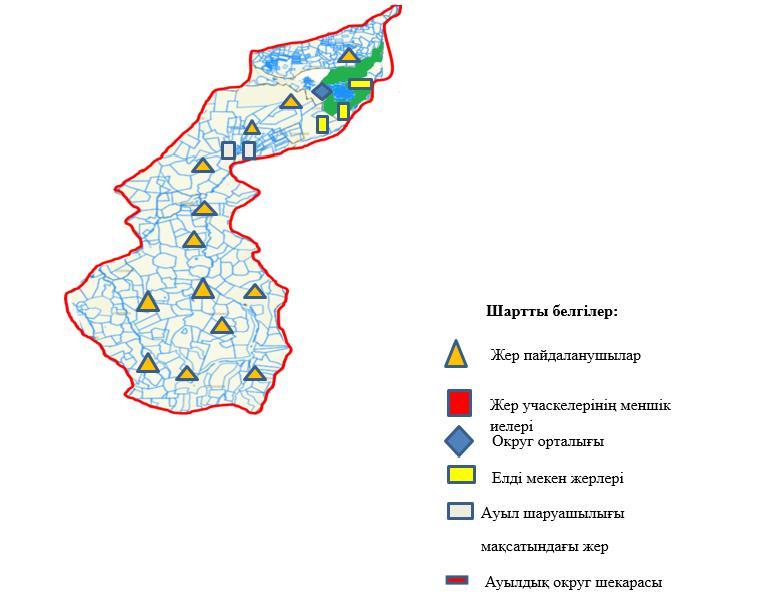 Шартты белгілер:
Жер пайдаланушылар
Жер учаскелерінің меншік
иелері
Округ орталығы
Елді мекен жерлері
Ауыл шаруашылығы
мақсатындағы жер
Ауылдық округ шекарасы